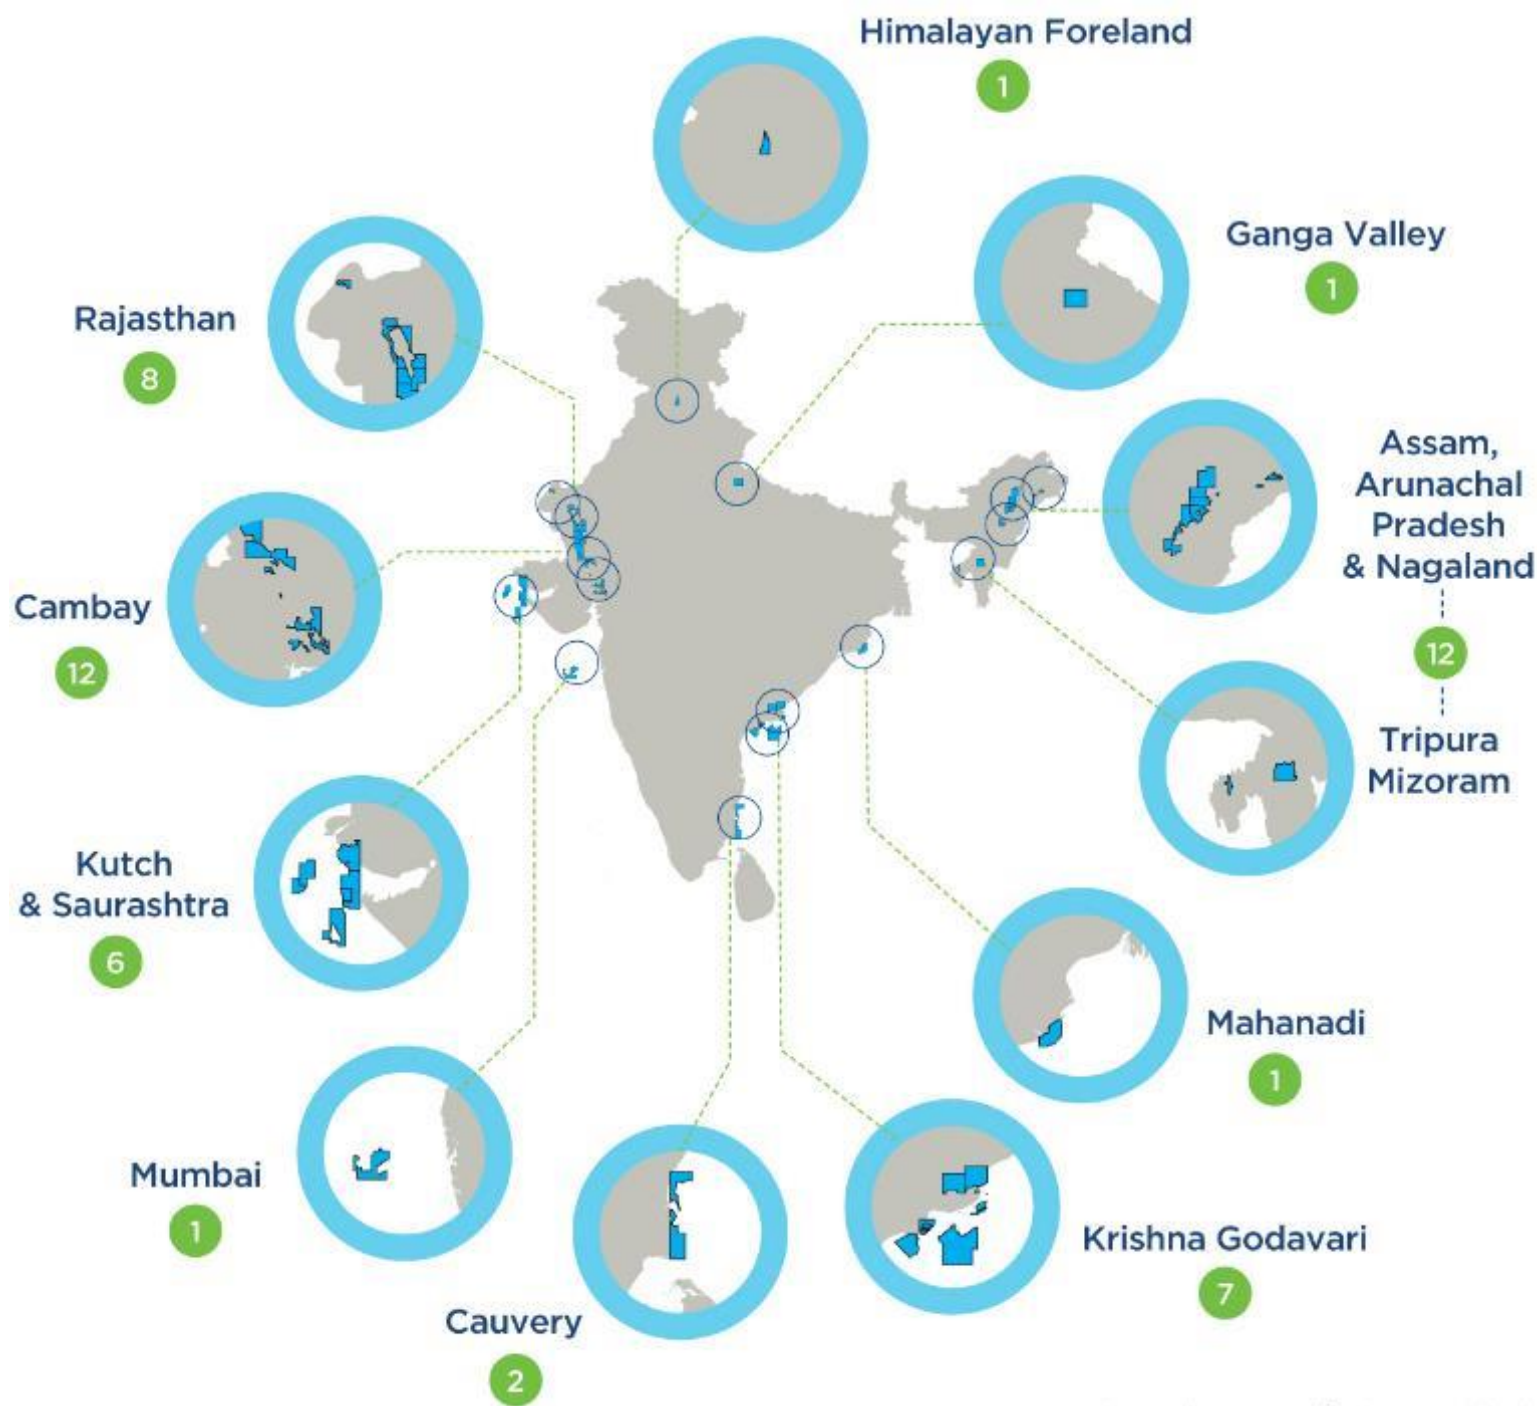 Himalayan Foreland
1
Ganga Valley
1
Rajasthan
8
Assam,
Arunachal
Pradesh
& Nagaland
12
Tripura
Mizoram
Cambay
12
Kutch
& Saurashtra
6
Mahanadi
1
Mumbai
1
Krishna Godavari
7
Cauvery
2